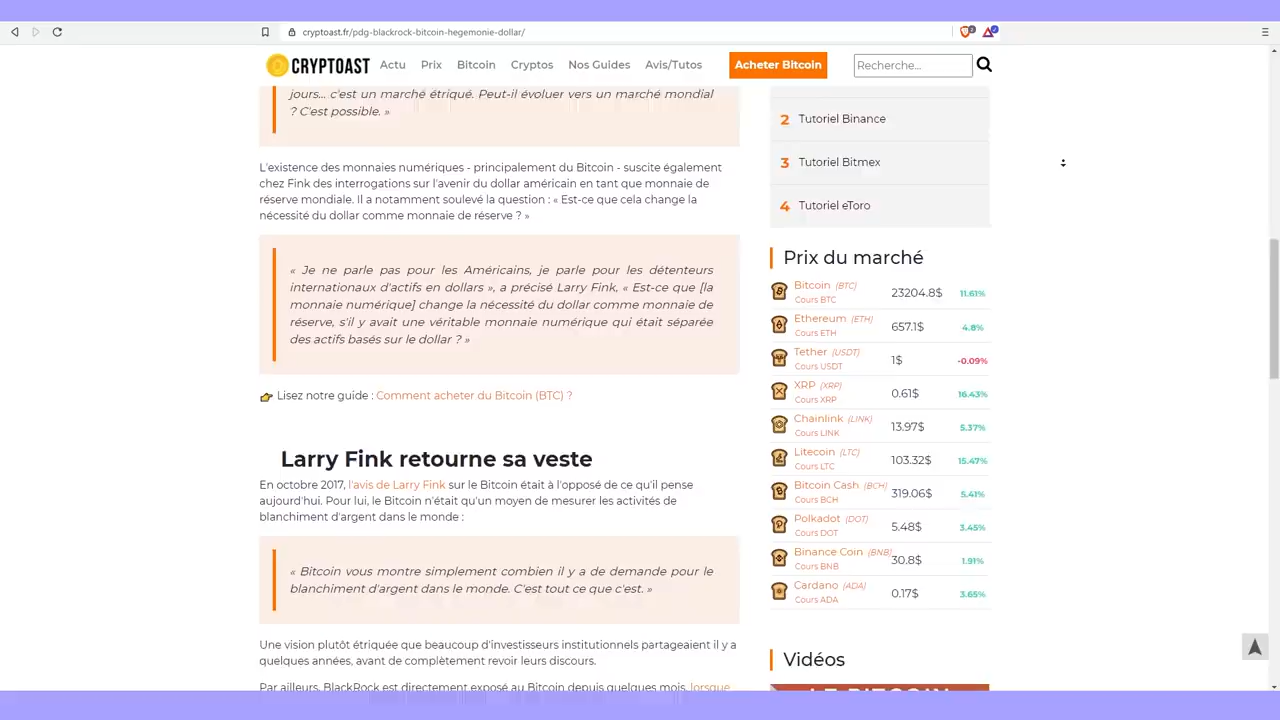 cryptoast.fr/pdg-blackrock-bitcoin-hegemonie-dollar/
CRYPTOAST
Actu
Prix
Bitcoin
Cryptos
Nos Guides
Avis/Tutos
Acheter Bitcoin
Recherche...
jours... c'est un marché étriqué. Peut-il évoluer vers un marché mondial
? C'est possible. »
L'existence des monnaies numériques - principalement du Bitcoin - suscite également
chez Fink des interrogations sur l'avenir du dollar américain en tant que monnaie de
réserve mondiale. Il a notamment soulevé la question : « Est-ce que cela change la
nécessité du dollar comme monnaie de réserve ? »
« Je ne parle pas pour les Américains, je parle pour les détenteurs
internationaux d'actifs en dollars », a précisé Larry Fink, « Est-ce que [la
monnaie numérique] change la nécessité du dollar comme monnaie de
réserve, s'il y avait une véritable monnaie numérique qui était séparée
des actifs basés sur le dollar ? »
Lisez notre guide : Comment acheter du Bitcoin (BTC) ?
Larry Fink retourne sa veste
En octobre 2017, l'avis de Larry Fink sur le Bitcoin était à l'opposé de ce qu'il pense
aujourd'hui. Pour lui, le Bitcoin n'était qu'un moyen de mesurer les activités de
blanchiment d'argent dans le monde :
« Bitcoin vous montre simplement combien il y a de demande pour le
blanchiment d'argent dans le monde. C'est tout ce que c'est. »
Une vision plutôt étriquée que beaucoup d'investisseurs institutionnels partageaient il y a
quelques années, avant de complètement revoir leurs discours.
Par ailleurs, BlackRock est directement exposé au Bitcoin depuis quelques mois, lorsque
2 Tutoriel Binance
3 Tutoriel Bitmex
4 Tutoriel eToro
Prix du marché
Bitcoin (BTC) 23204.8$ 11.61%
Cours BTC
Ethereum (ETH) 657.1$ 4.8%
Cours ETH
Tether (USDT) 1$ -0.09%
Cours USDT
XRP (XRP) 0.61$ 16.43%
Cours XRP
Chainlink (LINK) 13.97$ 5.37%
Cours LINK
Litecoin (LTC) 103.32$ 15.47%
Cours LTC
Bitcoin Cash (BCH) 319.06$ 5.41%
Cours BCH
Polkadot (DOT) 5.48$ 3.45%
Cours DOT
Binance Coin (BNB) 30.8$ 1.91%
Cours BNB
Cardano (ADA) 0.17$ 3.65%
Cours ADA
Vidéos
LE BITCOIN